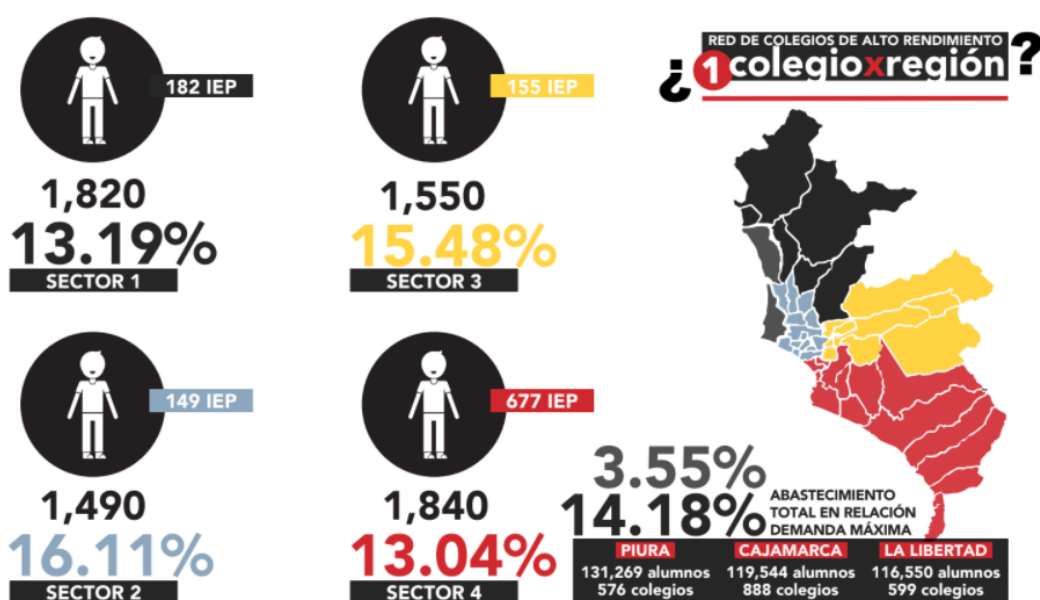 182 IEP
1,820
13.19%
SECTOR 1
155 IEP
1,550
15.48%
SECTOR 3
149 IEP
1,490
16.11%
SECTOR 2
677 IEP
1,840
13.04%
SECTOR 4
RED DE COLEGIOS DE ALTO RENDIMIENTO
¿1colegioxregión?
3.55%
14.18%
ABASTECIMIENTO
TOTAL EN RELACIÓN
DEMANDA MÁXIMA
PIURA
131,269 alumnos
576 colegios
CAJAMARCA
119,544 alumnos
888 colegios
LA LIBERTAD
116,550 alumnos
599 colegios